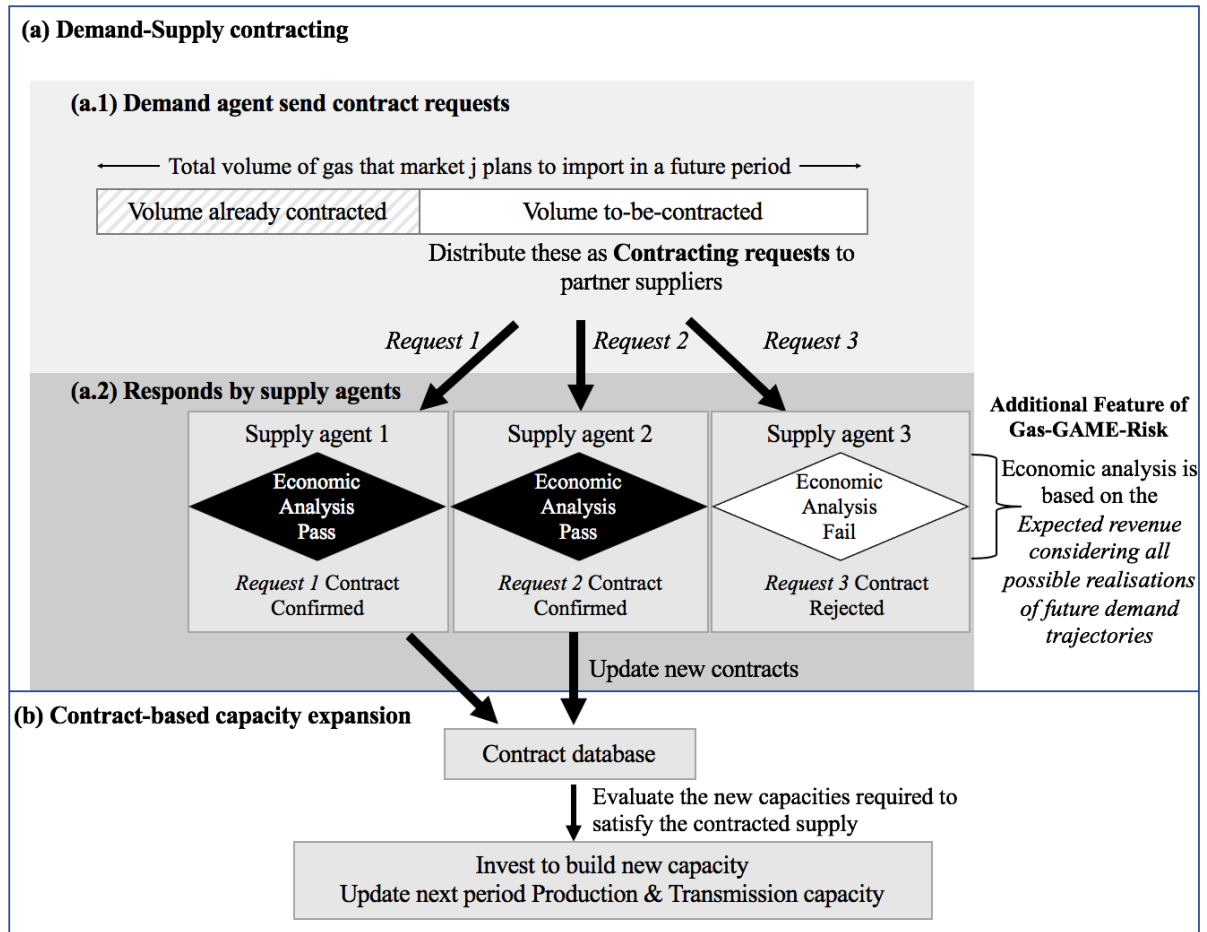 (a) Demand-Supply contracting
(a.1) Demand agent send contract requests
Total volume of gas that market j plans to import in a future period
Volume already contracted
Volume to-be-contracted
Distribute these as Contracting requests to
partner suppliers
Request 1
Request 2
Request 3
(a.2) Responds by supply agents
Supply agent 1
Economic
Analysis
Pass
Request 1 Contract
Confirmed
Supply agent 2
Economic
Analysis
Pass
Request 2 Contract
Confirmed
Supply agent 3
Economic
Analysis
Fail
Request 3 Contract
Rejected
Additional Feature of
Gas-GAME-Risk
Economic analysis is
based on the
Expected revenue
considering all
possible realisations
of future demand
trajectories
Update new contracts
(b) Contract-based capacity expansion
Contract database
Evaluate the new capacities required to
satisfy the contracted supply
Invest to build new capacity
Update next period Production & Transmission capacity